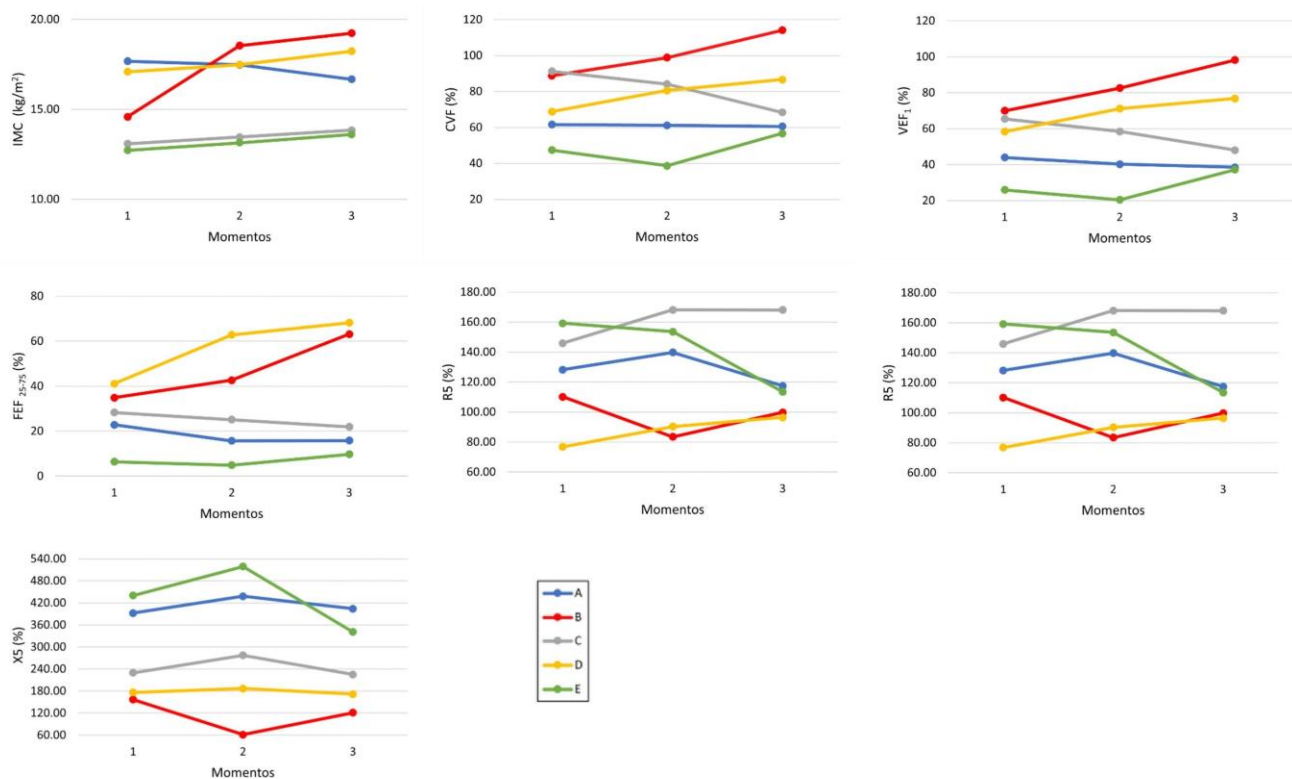 20.00
15.00
10.00
IMC (kg/m²)
1 2 3
Momentos
120
100
80
60
40
20
CVF (%)
1 2 3
Momentos
120
100
80
60
40
20
VEF₁ (%)
1 2 3
Momentos
80
60
40
20
0
FEF 25-75 (%)
1 2 3
Momentos
180.00
160.00
140.00
120.00
100.00
80.00
60.00
R5 (%)
1 2 3
Momentos
180.00
160.00
140.00
120.00
100.00
80.00
60.00
R5 (%)
1 2 3
Momentos
540.00
480.00
420.00
360.00
300.00
240.00
180.00
120.00
60.00
X5 (%)
1 2 3
Momentos
A
B
C
D
E